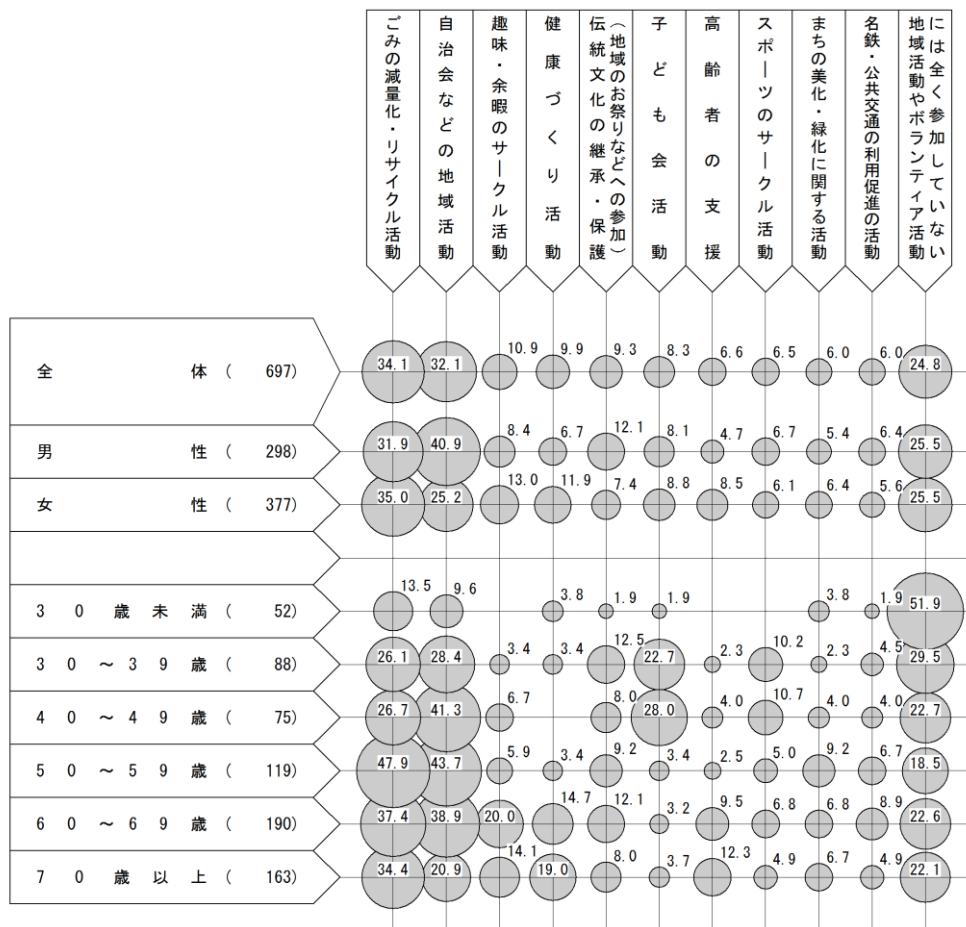 ごみの減量化・リサイクル活動
自治会などの地域活動
趣味・余暇のサークル活動
健康づくり活動
伝統文化の継承・保護
(地域のお祭りなどへの参加)
子ども会活動
高齢者の支援
スポーツのサークル活動
まちの美化・緑化に関する活動
名鉄・公共交通の利用促進の活動
地域活動やボランティア活動
には全く参加していない
全体( 697) 34.1 32.1 10.9 9.9 9.3 8.3 6.6 6.5 6.0 6.0 24.8
男性( 298) 31.9 40.9 8.4 6.7 12.1 8.1 4.7 6.7 5.4 6.4 25.5
女性( 377) 35.0 25.2 13.0 11.9 7.4 8.8 8.5 6.1 6.4 5.6 25.5
30歳未満( 52) 13.5 9.6 3.8 1.9 1.9 3.8 1.9 51.9
30~39歳( 88) 26.1 28.4 3.4 3.4 12.5 22.7 2.3 10.2 2.3 4.5 29.5
40~49歳( 75) 26.7 41.3 6.7 8.0 28.0 4.0 10.7 4.0 4.0 22.7
50~59歳( 119) 47.9 43.7 5.9 3.4 9.2 3.4 2.5 5.0 9.2 6.7 18.5
60~69歳( 190) 37.4 38.9 20.0 14.7 12.1 3.2 9.5 6.8 6.8 8.9 22.6
70歳以上( 163) 34.4 20.9 14.1 19.0 8.0 3.7 12.3 4.9 6.7 4.9 22.1